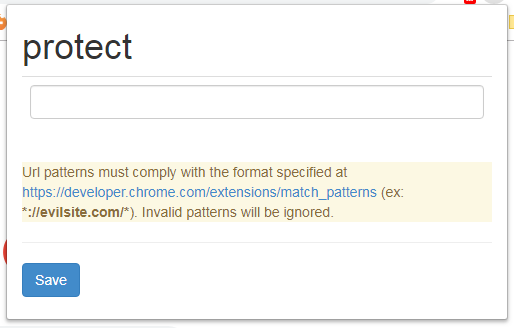 protect
Url patterns must comply with the format specified at
https://developer.chrome.com/extensions/match_patterns (ex:
*://evilsite.com/*). Invalid patterns will be ignored.
Save